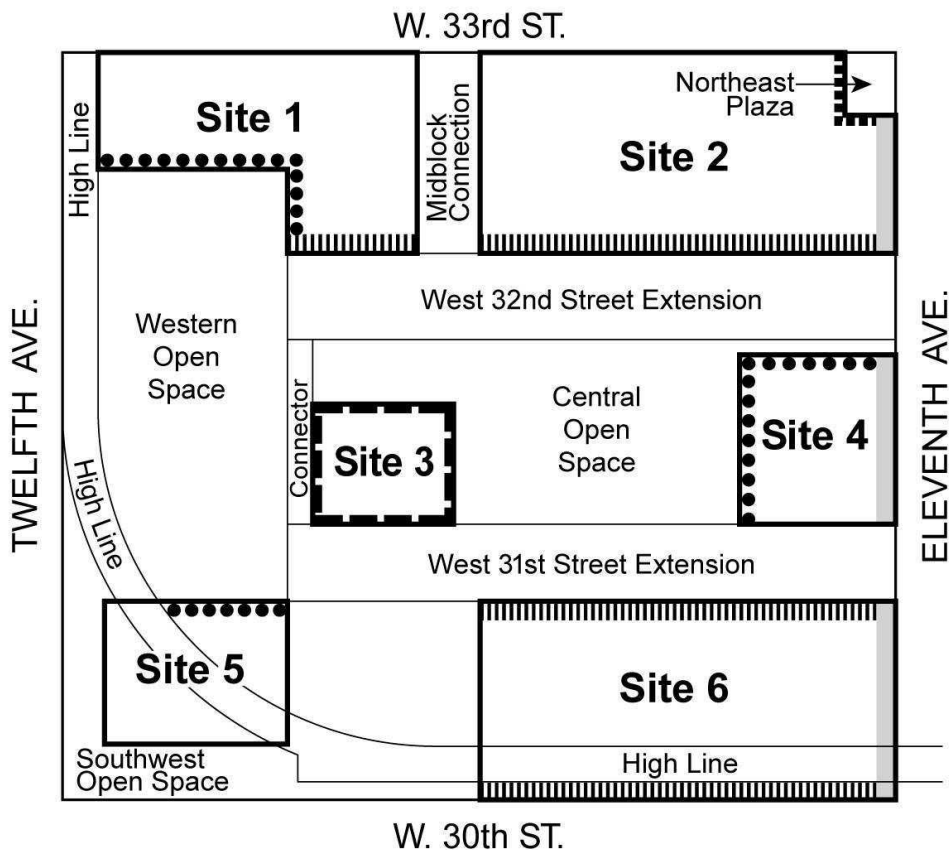 W. 33rd ST.
High Line
Site 1
Midblock
Connection
Northeast
Plaza
Site 2
West 32nd Street Extension
TWELFTH AVE.
Western
Open
Space
Connector
Site 3
Central
Open
Space
Site 4
ELEVENTH AVE.
High Line
West 31st Street Extension
Site 5
Site 6
Southwest
Open Space
High Line
W. 30th ST.